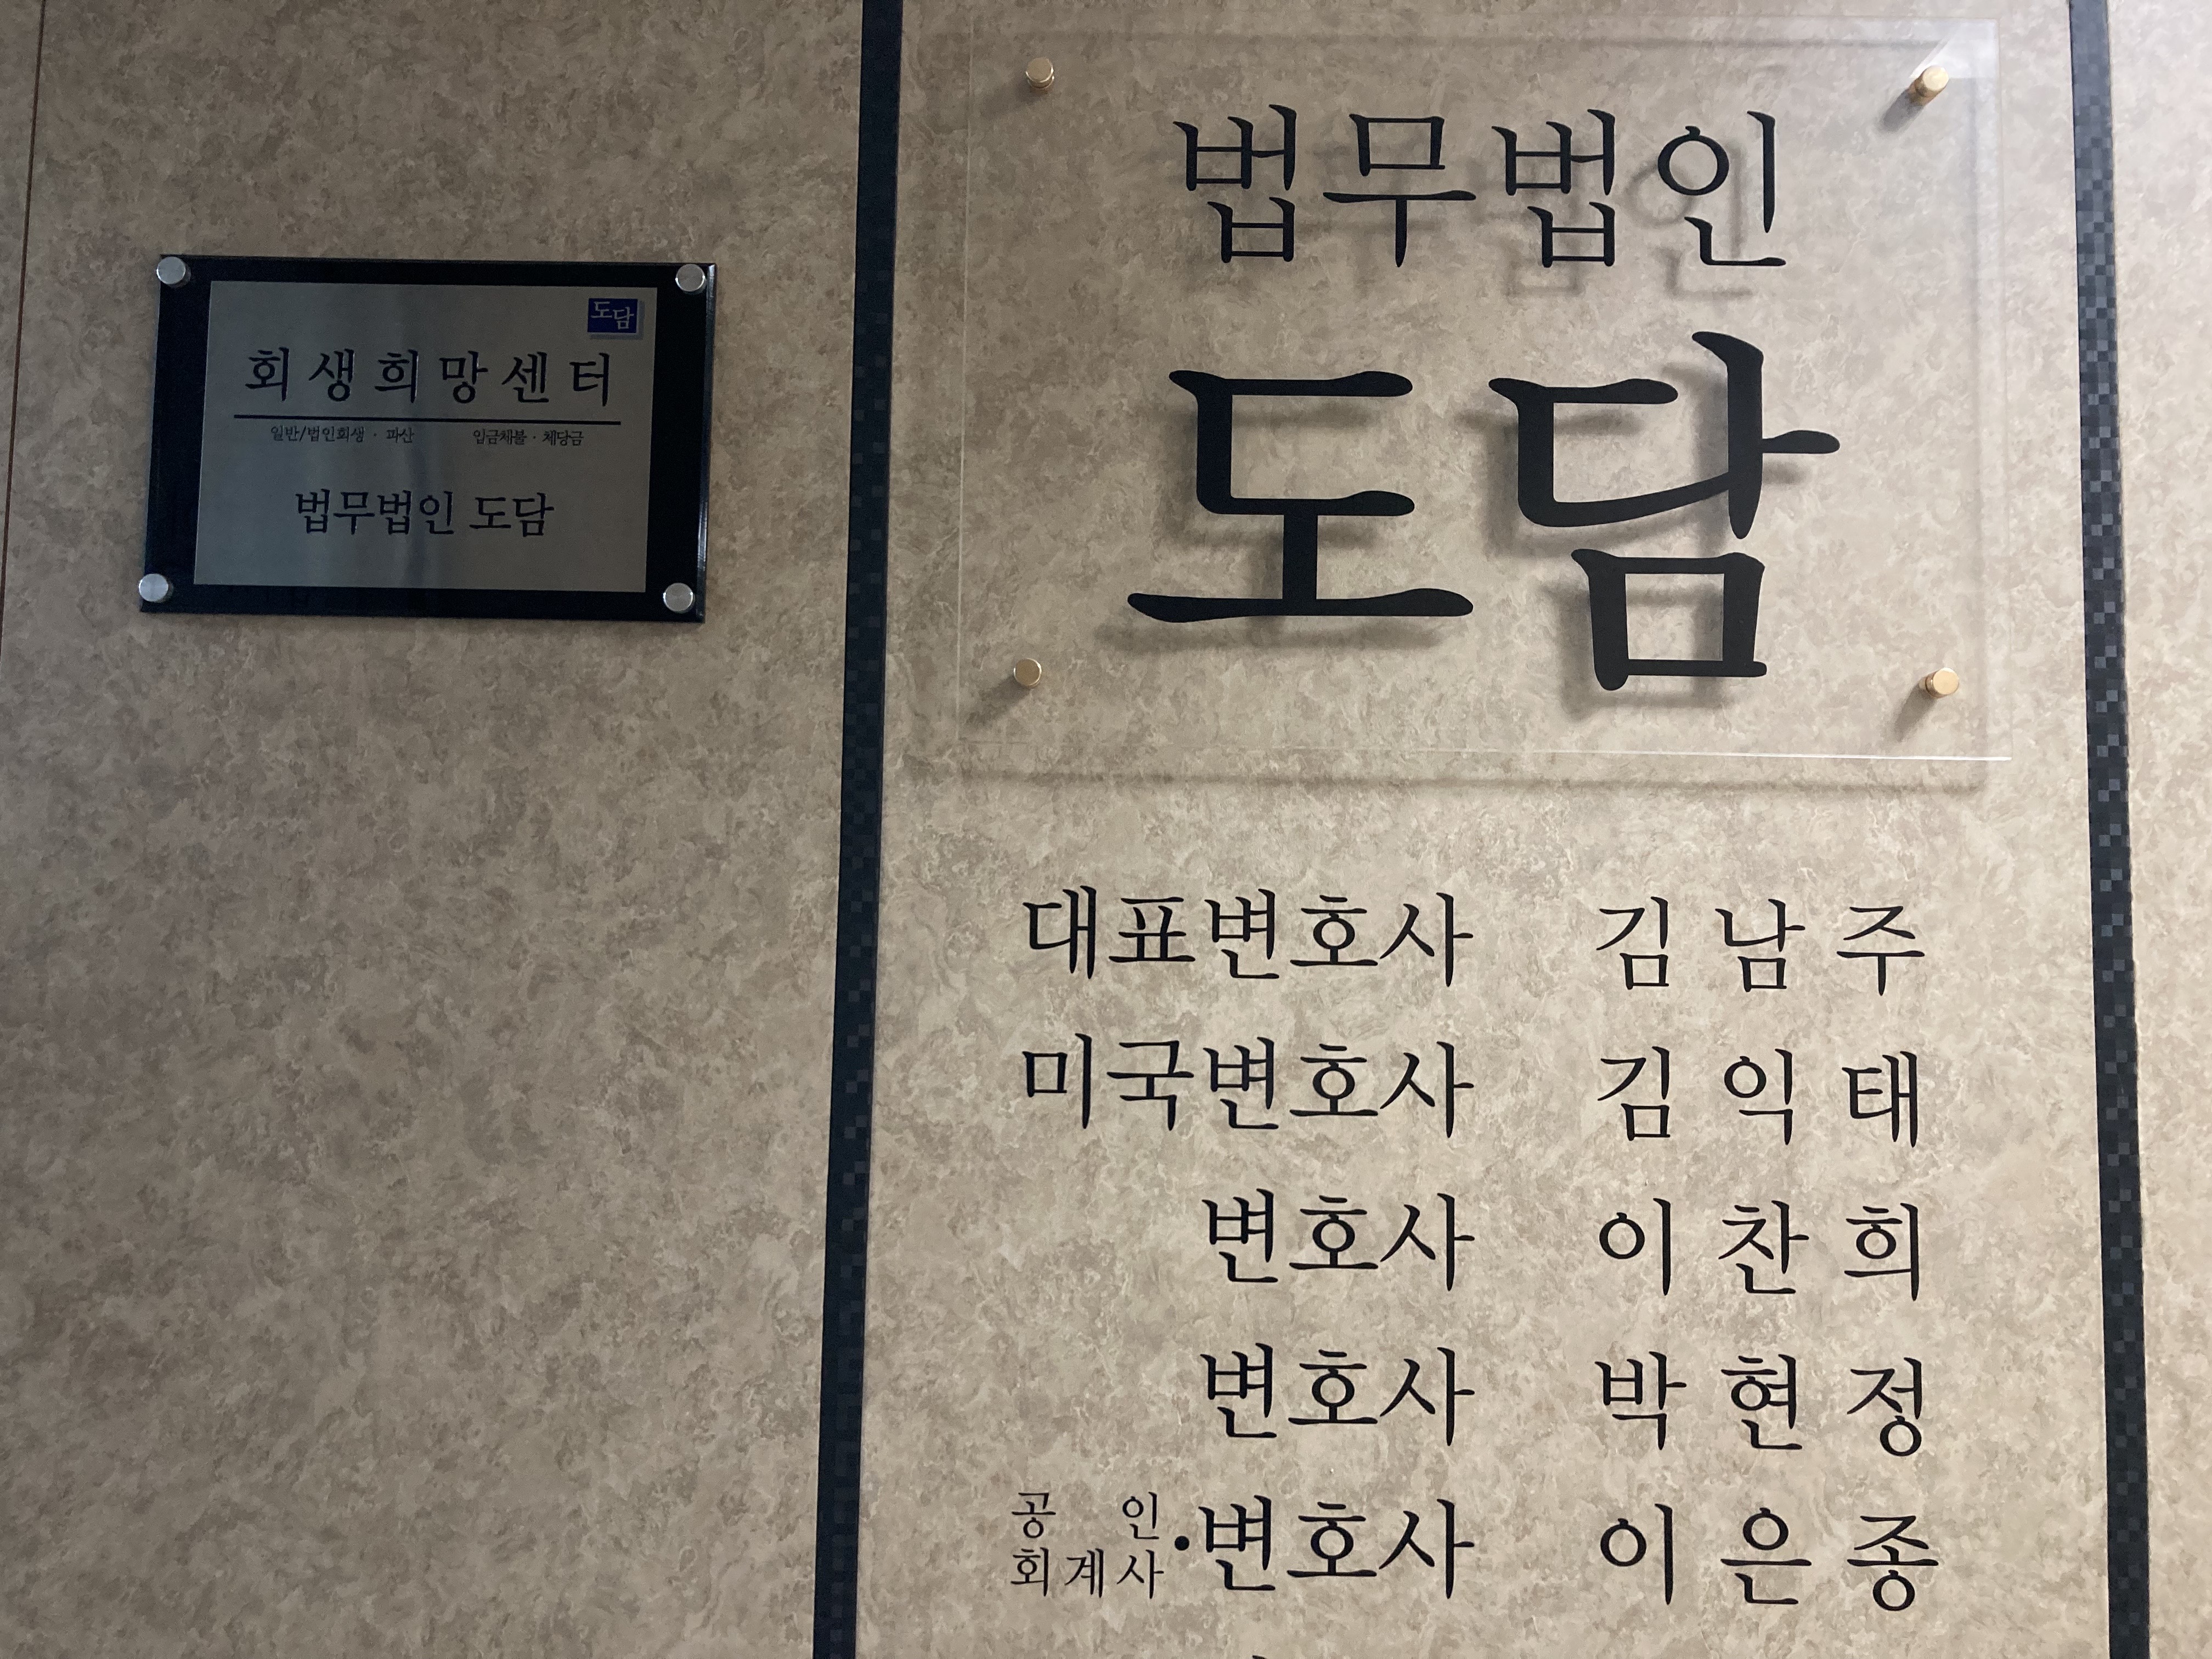 도담
회생희망센터
일반/법인회생 · 파산 임금체불 · 체당금
법무법인 도담
법무법인
도담
대표변호사 김남주
미국변호사 김익태
변호사 이찬희
변호사 박현정
공인회계사·변호사 이은종